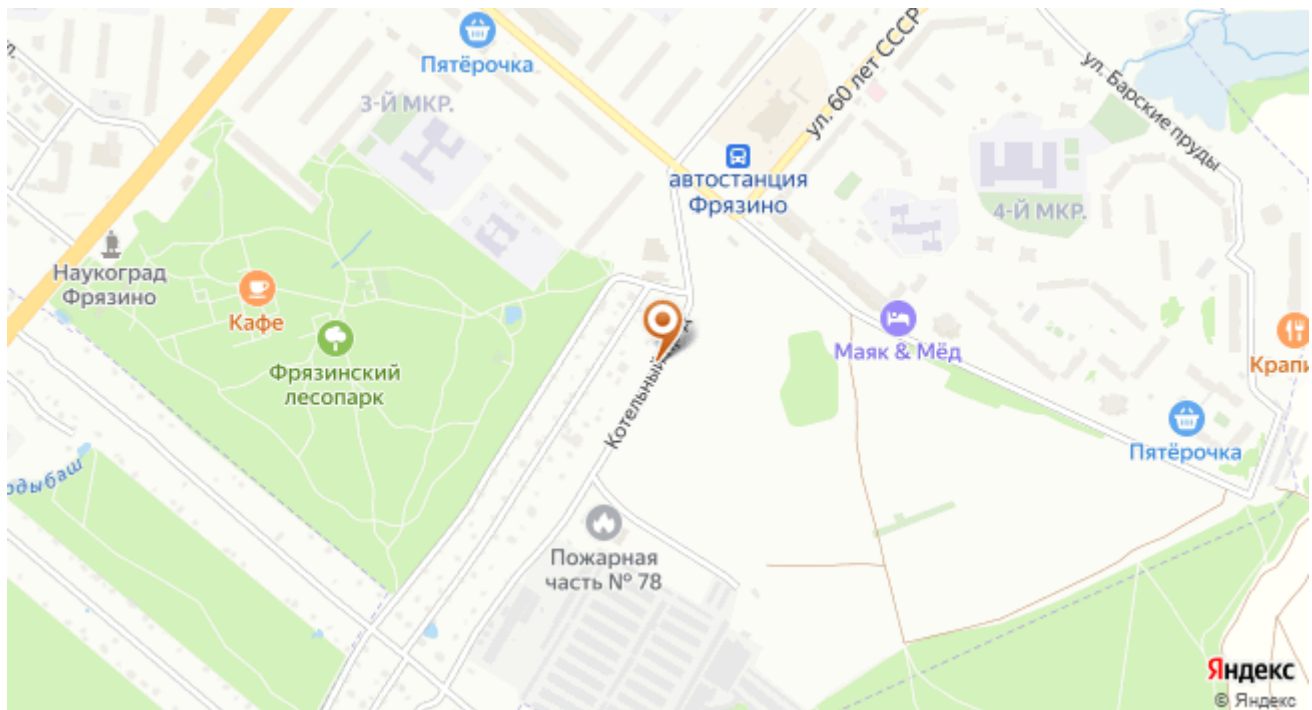 Пятёрочка
3-Й МКР.
ул. 60 лет СССР
ул. Барские пруды
автостанция
Фрязино
4-Й МКР.
Наукоград
Фрязино
Кафе
Фрязинский
лесопарк
Котельный
Маяк & Мёд
Пятёрочка
Пожарная
часть № 78
Яндекс
© Яндекс